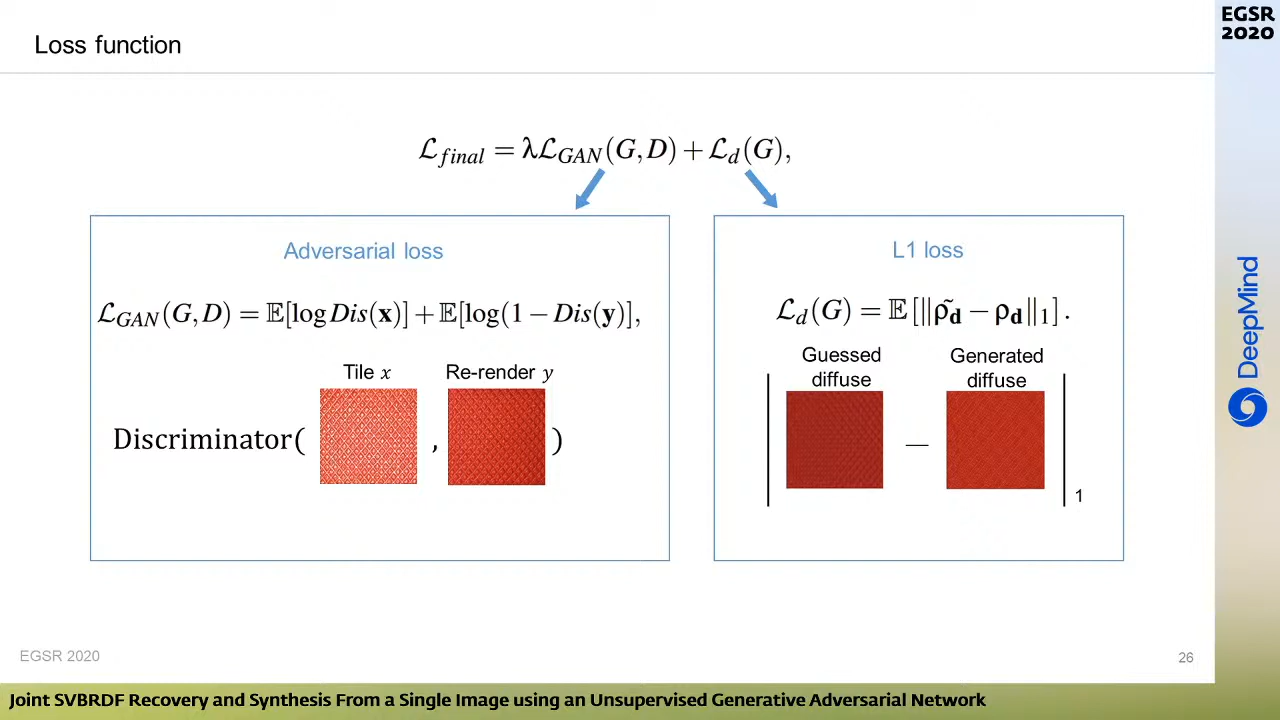 Loss function
EGSR
2020
ℒ_final = λℒ_GAN(G,D) + ℒ_d(G),
Adversarial loss
ℒ_GAN(G,D) = 𝔼[log Dis(𝐱)] + 𝔼[log(1 − Dis(𝐲)],
Tile x
Re-render y
Discriminator( , )
L1 loss
ℒ_d(G) = 𝔼[‖ρ̃_𝐝 − ρ_𝐝‖_1].
Guessed
diffuse
Generated
diffuse
−
1
DeepMind
EGSR 2020
26
Joint SVBRDF Recovery and Synthesis From a Single Image using an Unsupervised Generative Adversarial Network